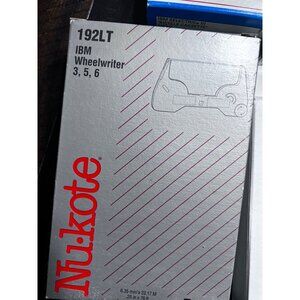 192LT
IBM
Wheelwriter
3, 5, 6
Nu·kote